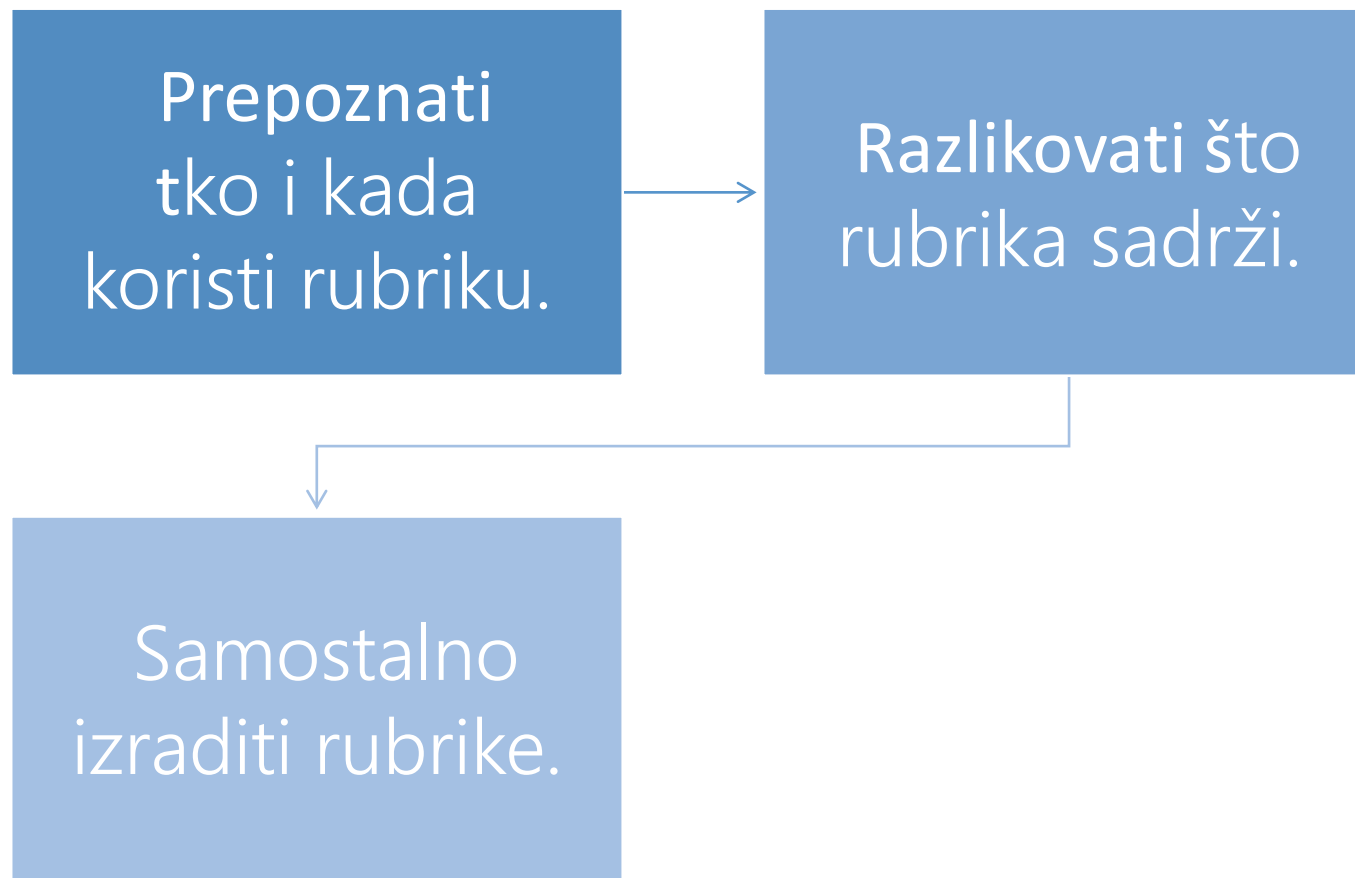 Prepoznati
tko i kada
koristi rubriku.
Razlikovati što
rubrika sadrži.
Samostalno
izraditi rubrike.